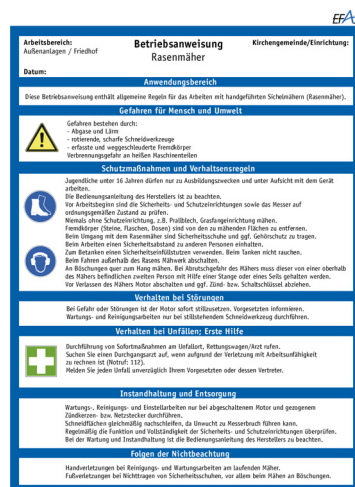 EFA
Arbeitsbereich:
Außenanlagen / Friedhof
Betriebsanweisung
Rasenmäher
Kirchengemeinde/Einrichtung:
Datum:
Anwendungsbereich
Diese Betriebsanweisung enthält allgemeine Regeln für das Arbeiten mit handgeführten Sichelmähern (Rasenmäher).
Gefahren für Mensch und Umwelt
Gefahren bestehen durch:
- Abgase und Lärm
- rotierende, scharfe Schneidwerkzeuge
- erfasste und weggeschleuderte Fremdkörper
Verbrennungsgefahr an heißen Maschinenteilen
Schutzmaßnahmen und Verhaltensregeln
Jugendliche unter 16 Jahren dürfen nur zu Ausbildungszwecken und unter Aufsicht mit dem Gerät
arbeiten.
Die Bedienungsanleitung des Herstellers ist zu beachten.
Vor Arbeitsbeginn sind die Sicherheits- und Schutzeinrichtungen sowie das Messer auf
ordnungsgemäßen Zustand zu prüfen.
Niemals ohne Schutzeinrichtung, z.B. Prallblech, Grasfangeinrichtung mähen.
Fremdkörper (Steine, Flaschen, Dosen) sind von den zu mähenden Flächen zu entfernen.
Beim Umgang mit dem Rasenmäher sind Sicherheitsschuhe und ggf. Gehörschutz zu tragen.
Beim Arbeiten einen Sicherheitsabstand zu anderen Personen einhalten.
Zum Betanken einen Sicherheitseinfüllstutzen verwenden. Beim Tanken nicht rauchen.
Beim Fahren außerhalb des Rasens Mähwerk abschalten.
An Böschungen quer zum Hang mähen. Bei Abrutschgefahr des Mähers muss dieser von einer oberhalb
des Mähers befindlichen zweiten Person mit Hilfe einer Stange oder eines Seils gehalten werden.
Vor Verlassen des Mähers Motor abschalten und ggf. Zünd- bzw. Schaltschlüssel abziehen.
Verhalten bei Störungen
Bei Gefahr oder Störungen ist der Motor sofort stillzusetzen. Vorgesetzten informieren.
Wartungs- und Reinigungsarbeiten nur bei stillstehendem Schneidwerkzeug durchführen.
Verhalten bei Unfällen; Erste Hilfe
Durchführung von Sofortmaßnahmen am Unfallort, Rettungswagen/Arzt rufen.
Suchen Sie einen Durchgangsarzt auf, wenn aufgrund der Verletzung mit Arbeitsunfähigkeit
zu rechnen ist (Notruf: 112).
Melden Sie jeden Unfall unverzüglich Ihrem Vorgesetzten oder dessen Vertreter.
Instandhaltung und Entsorgung
Wartungs-, Reinigungs- und Einstellarbeiten nur bei abgeschaltetem Motor und gezogenem
Zündkerzen- bzw. Netzstecker durchführen.
Schneidflächen gleichmäßig nachschleifen, da Unwucht zu Messerbruch führen kann.
Regelmäßig die Funktion und Vollständigkeit der Sicherheits- und Schutzeinrichtungen überprüfen.
Bei der Wartung und Instandhaltung ist die Bedienungsanleitung des Herstellers zu beachten.
Folgen der Nichtbeachtung
Handverletzungen bei Reinigungs- und Wartungsarbeiten am laufenden Mäher.
Fußverletzungen bei Nichttragen von Sicherheitsschuhen, vor allem beim Mähen an Böschungen.